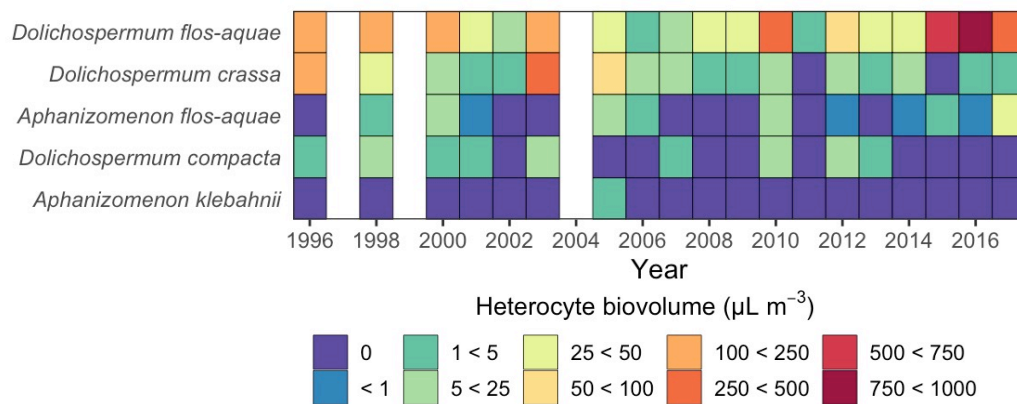 Dolichospermum flos-aquae
Dolichospermum crassa
Aphanizomenon flos-aquae
Dolichospermum compacta
Aphanizomenon klebahnii
1996 1998 2000 2002 2004 2006 2008 2010 2012 2014 2016
Year
Heterocyte biovolume (µL m⁻³)
0 1 < 5 25 < 50 100 < 250 500 < 750
< 1 5 < 25 50 < 100 250 < 500 750 < 1000